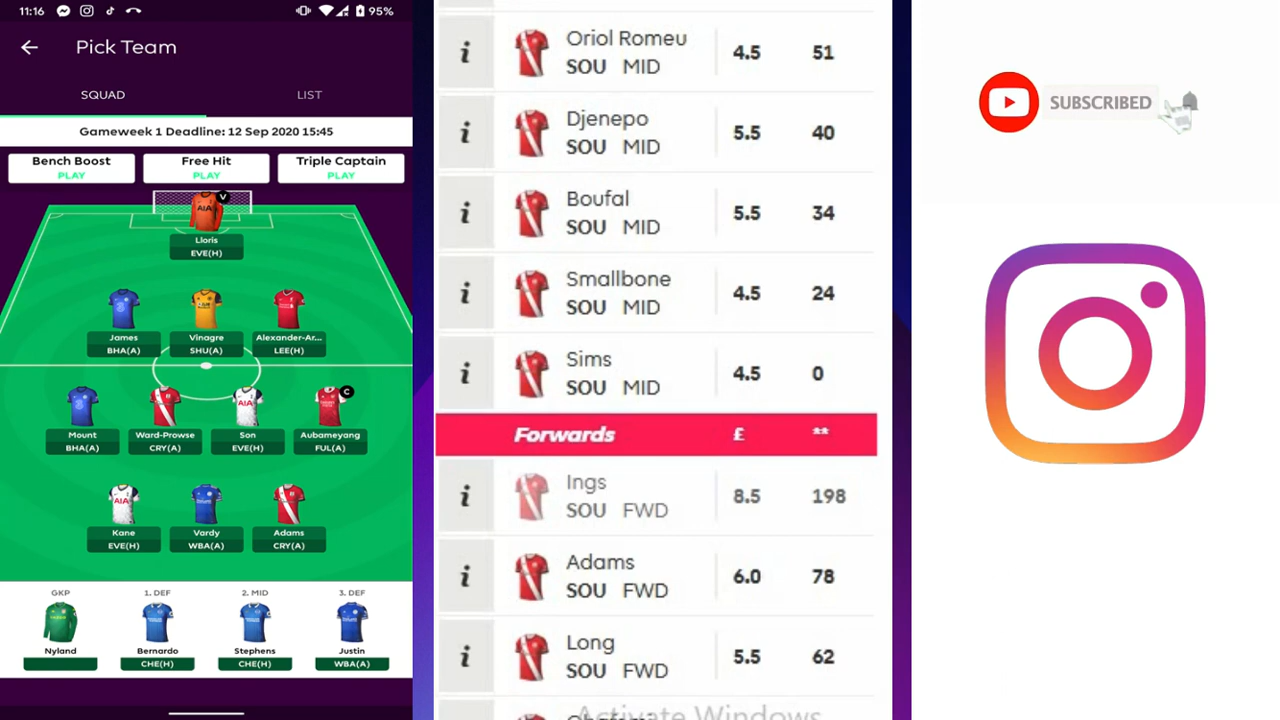 11:16
95%
Pick Team
SQUAD
LIST
Gameweek 1 Deadline: 12 Sep 2020 15:45
Bench Boost
PLAY
Free Hit
PLAY
Triple Captain
PLAY
V
AIA
Lloris
EVE(H)
James
BHA(A)
Vinagre
SHU(A)
Alexander-Ar...
LEE(H)
C
AIA
Mount
BHA(A)
Ward-Prowse
CRY(A)
Son
EVE(H)
Aubameyang
FUL(A)
AIA
Kane
EVE(H)
Vardy
WBA(A)
Adams
CRY(A)
GKP
1. DEF
2. MID
3. DEF
Nyland
Bernardo
CHE(H)
Stephens
CHE(H)
Justin
WBA(A)
i Oriol Romeu 4.5 51
SOU MID
i Djenepo 5.5 40
SOU MID
i Boufal 5.5 34
SOU MID
i Smallbone 4.5 24
SOU MID
i Sims 4.5 0
SOU MID
Forwards £ **
i Ings 8.5 198
SOU FWD
i Adams 6.0 78
SOU FWD
i Long 5.5 62
SOU FWD
Activate Windows
SUBSCRIBED